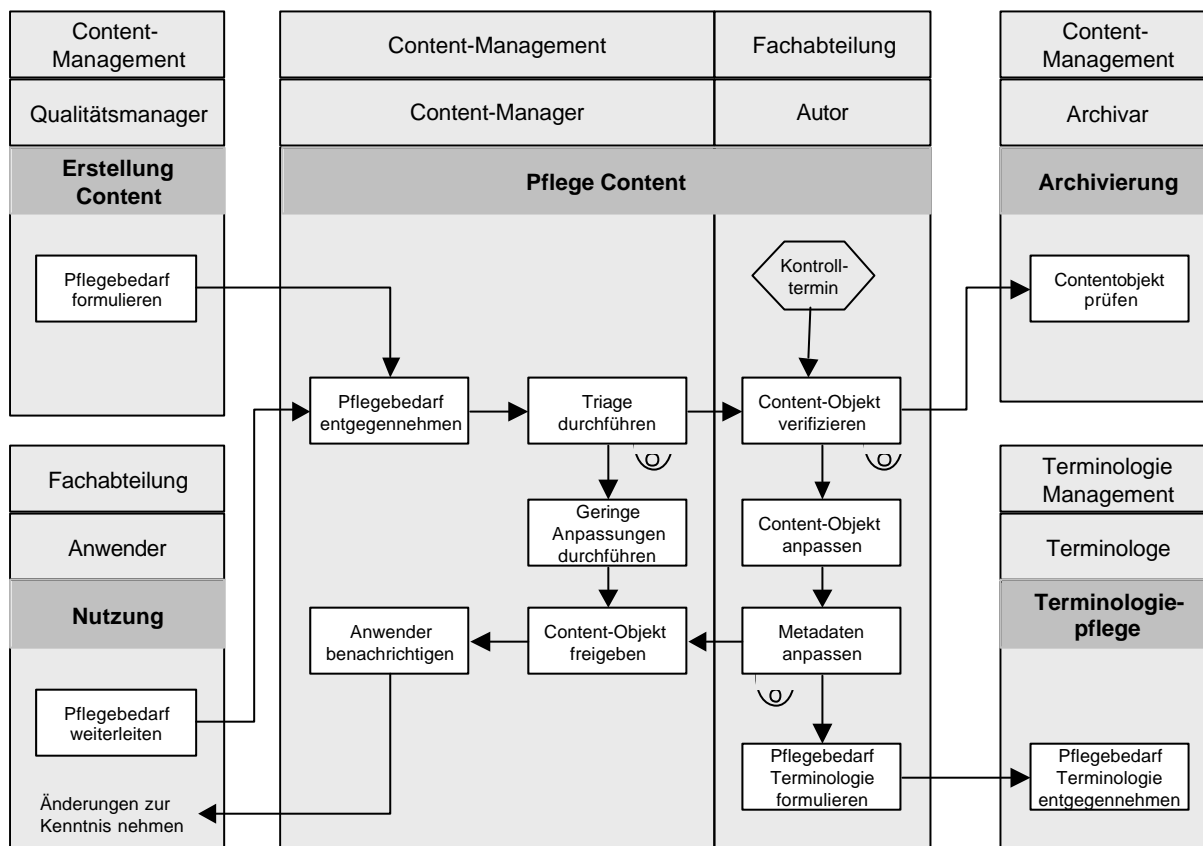 Content-
Management
Qualitätsmanager
Erstellung
Content
Pflegebedarf
formulieren
Fachabteilung
Anwender
Nutzung
Pflegebedarf
weiterleiten
Änderungen zur
Kenntnis nehmen
Content-Management
Fachabteilung
Content-Manager
Autor
Pflege Content
Kontroll-
termin
Pflegebedarf
entgegennehmen
Triage
durchführen
Content-Objekt
verifizieren
O
O
Geringe
Anpassungen
durchführen
Content-Objekt
anpassen
Anwender
benachrichtigen
Content-Objekt
freigeben
Metadaten
anpassen
O
Pflegebedarf
Terminologie
formulieren
Content-
Management
Archivar
Archivierung
Contentobjekt
prüfen
Terminologie
Management
Terminologe
Terminologie-
pflege
Pflegebedarf
Terminologie
entgegennehmen